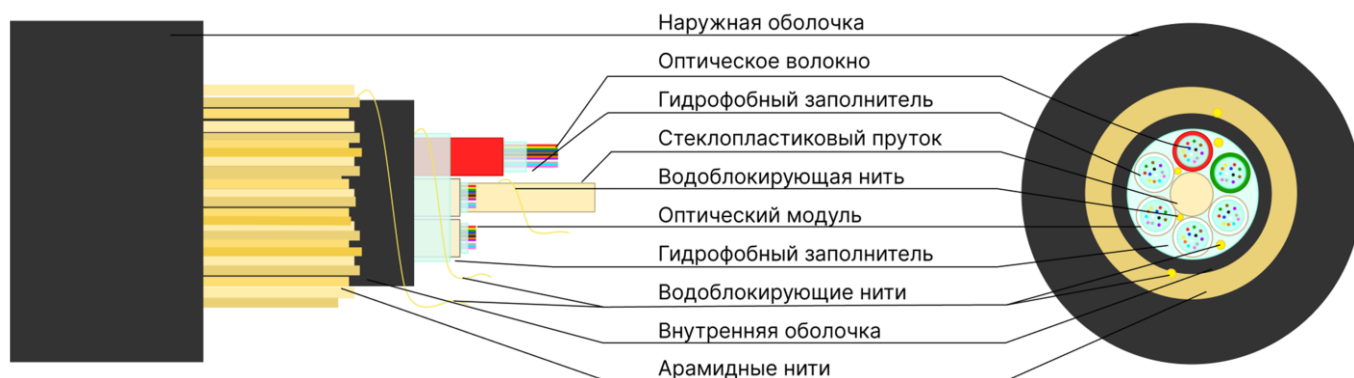 Наружная оболочка
Оптическое волокно
Гидрофобный заполнитель
Стеклопластиковый пруток
Водоблокирующая нить
Оптический модуль
Гидрофобный заполнитель
Водоблокирующие нити
Внутренняя оболочка
Арамидные нити